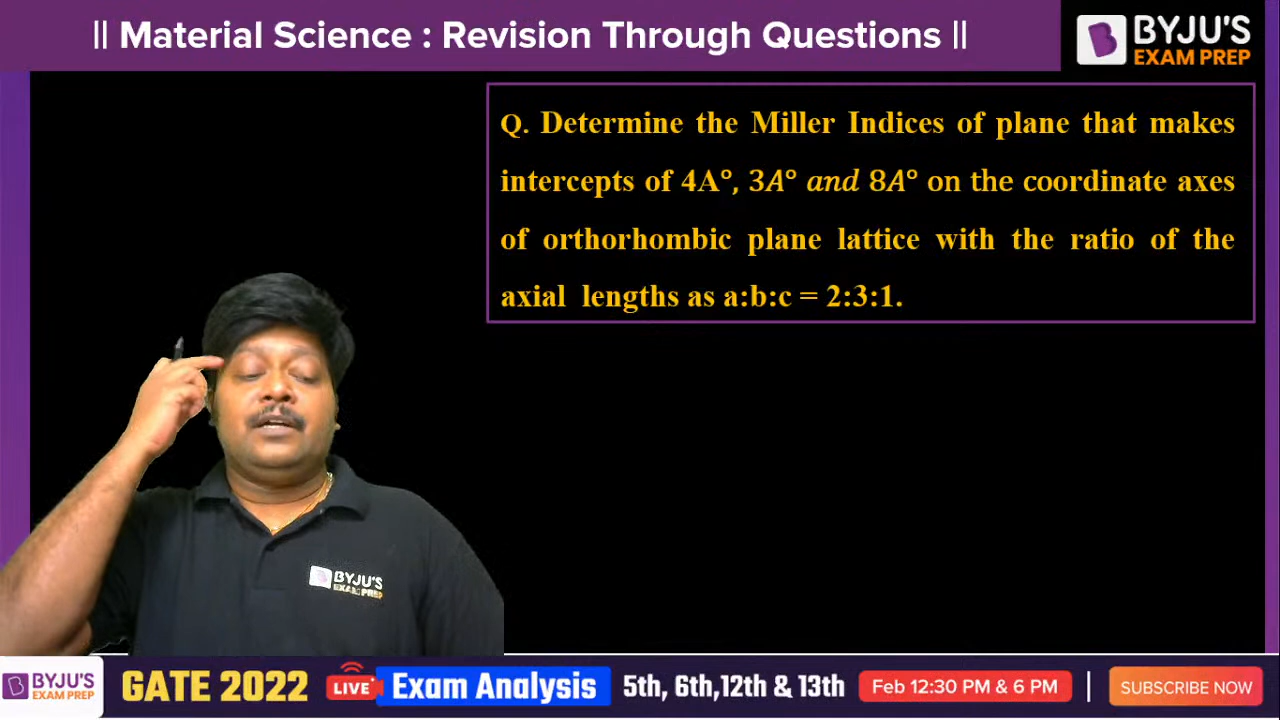 || Material Science : Revision Through Questions ||
BYJU'S
EXAM PREP
Q. Determine the Miller Indices of plane that makes
intercepts of 4A°, 3A° and 8A° on the coordinate axes
of orthorhombic plane lattice with the ratio of the
axial lengths as a:b:c = 2:3:1.
BYJU'S
EXAM PREP
BYJU'S
EXAM PREP
GATE 2022
LIVE
Exam Analysis
5th, 6th,12th & 13th
Feb 12:30 PM & 6 PM
SUBSCRIBE NOW